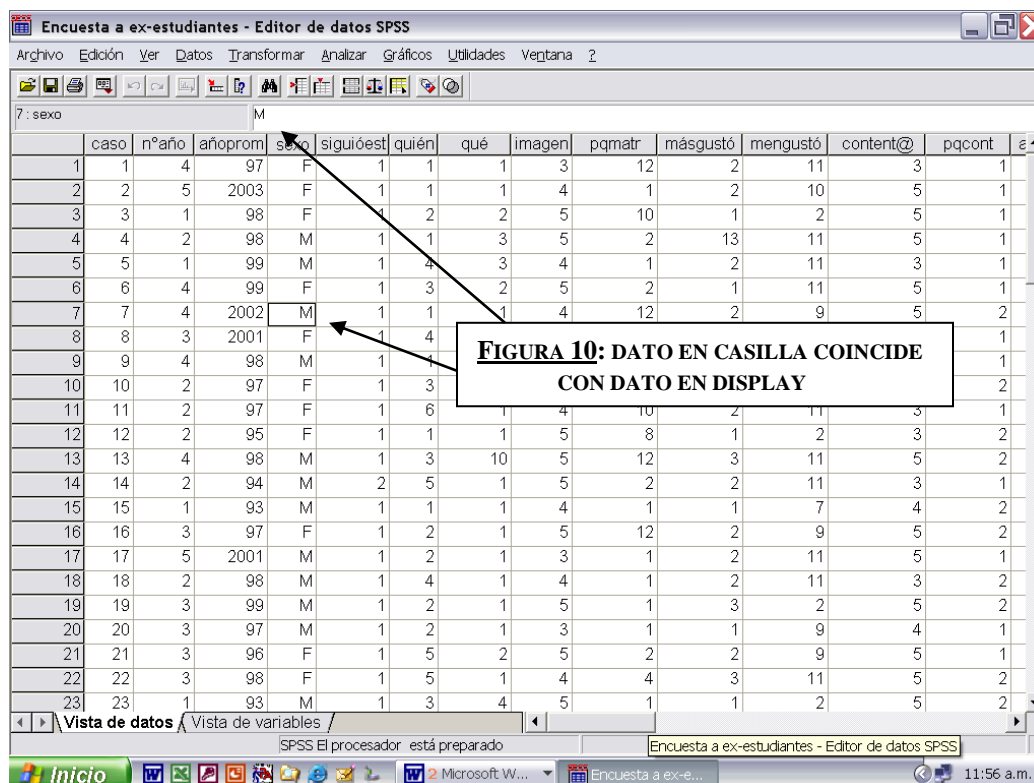 Encuesta a ex-estudiantes - Editor de datos SPSS
Archivo Edición Ver Datos Transformar Analizar Gráficos Utilidades Ventana ?
7 : sexo M
caso nºaño añoprom sexo siguióest quién qué imagen pqmatr másgustó mengustó content@ pqcont
1 1 4 97 F 1 1 1 3 12 2 11 3 1
2 2 5 2003 F 1 1 1 4 1 2 10 5 1
3 3 1 98 F 1 2 2 5 10 1 2 5 1
4 4 2 98 M 1 1 3 5 2 13 11 5 1
5 5 1 99 M 1 4 3 4 1 2 11 3 1
6 6 4 99 F 1 3 2 5 2 1 11 5 1
7 7 4 2002 M 1 1 1 4 12 2 9 5 2
8 8 3 2001 F 1 4 1
9 9 4 98 M 1 1 1
10 10 2 97 F 1 3 2
FIGURA 10: DATO EN CASILLA COINCIDE
CON DATO EN DISPLAY
11 11 2 97 F 1 6 1 4 10 2 11 3 1
12 12 2 95 F 1 1 1 5 8 1 2 3 2
13 13 4 98 M 1 3 10 5 12 3 11 5 2
14 14 2 94 M 2 5 1 5 2 2 11 3 1
15 15 1 93 M 1 1 1 4 1 1 7 4 2
16 16 3 97 F 1 2 1 5 12 2 9 5 2
17 17 5 2001 M 1 2 1 3 1 2 11 5 1
18 18 2 98 M 1 4 1 4 1 2 11 3 2
19 19 3 99 M 1 2 1 5 1 3 2 5 2
20 20 3 97 M 1 2 1 3 1 1 9 4 1
21 21 3 96 F 1 5 2 5 2 2 9 5 1
22 22 3 98 F 1 5 1 4 4 3 11 5 2
23 23 1 93 M 1 3 4 5 1 1 2 5 2
Vista de datos Vista de variables
SPSS El procesador está preparado
Encuesta a ex-estudiantes - Editor de datos SPSS
Inicio 2 Microsoft W... Encuesta a ex-e... 11:56 a.m.